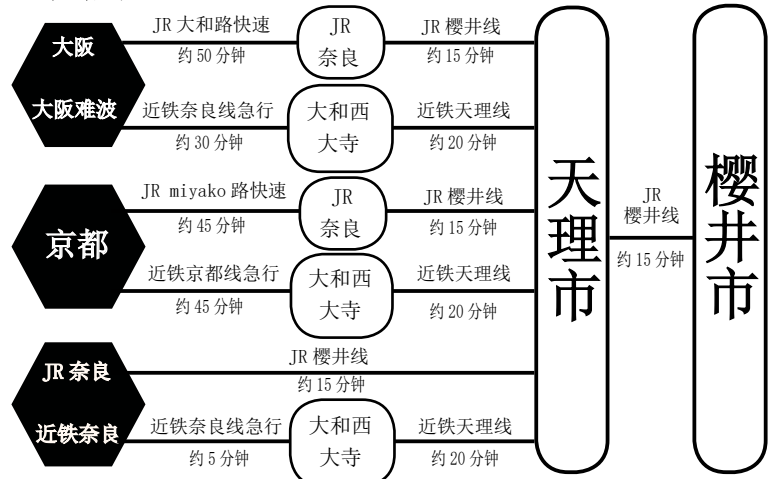 大阪
大阪难波
JR 大和路快速
约 50 分钟
JR
奈良
JR 樱井线
约 15 分钟
近铁奈良线急行
约 30 分钟
大和西
大寺
近铁天理线
约 20 分钟
京都
JR miyako 路快速
约 45 分钟
JR
奈良
JR 樱井线
约 15 分钟
近铁京都线急行
约 45 分钟
大和西
大寺
近铁天理线
约 20 分钟
JR 奈良
近铁奈良
JR 樱井线
约 15 分钟
近铁奈良线急行
约 5 分钟
大和西
大寺
近铁天理线
约 20 分钟
天理市
JR
樱井线
约 15 分钟
樱井市